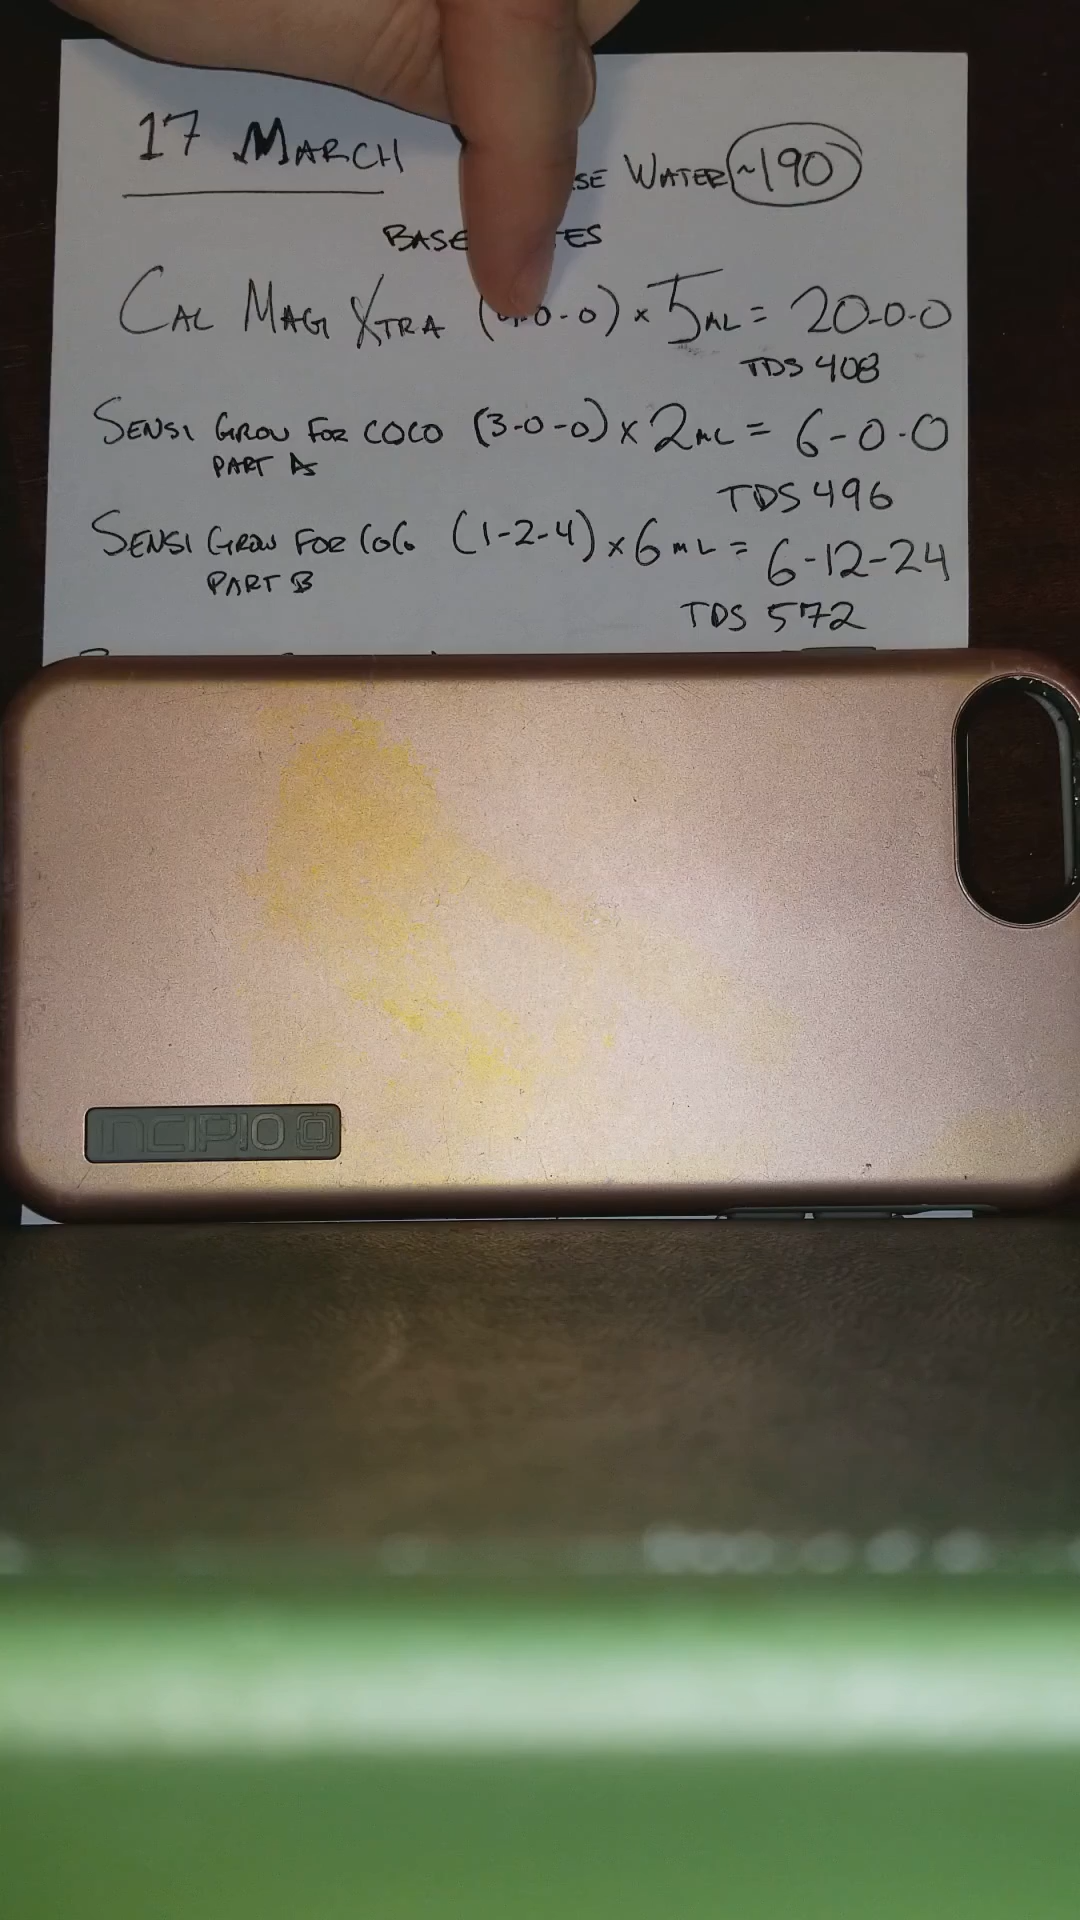 17 MARCH
WATER ~190
CAL MAG XTRA 0-0) x 5ML = 20-0-0
TDS 408
SENSI GROW FOR COCO (3-0-0) x 2ML = 6-0-0
PART A
TDS 496
SENSI GROW FOR COCO (1-2-4) x 6ML = 6-12-24
PART B
TDS 572
INCIPIO